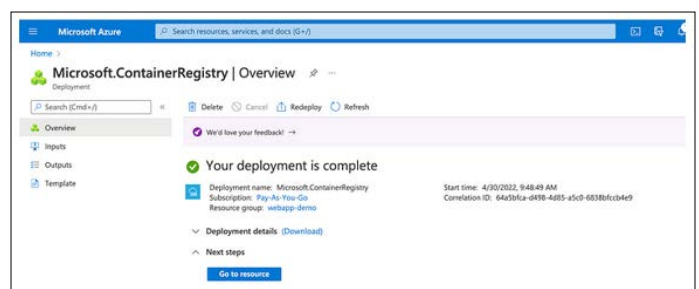 Microsoft Azure
Search resources, services, and docs (G+/)
Home >
Microsoft.ContainerRegistry | Overview
Deployment
Search (Cmd+/)
Delete Cancel Redeploy Refresh
Overview
Inputs
Outputs
Template
We'd love your feedback! →
Your deployment is complete
Deployment name: Microsoft.ContainerRegistry
Subscription: Pay-As-You-Go
Resource group: webapp-demo
Start time: 4/30/2022, 9:48:49 AM
Correlation ID: 64a5bfca-d498-4d85-a5c0-6838bfccb4e9
Deployment details (Download)
Next steps
Go to resource